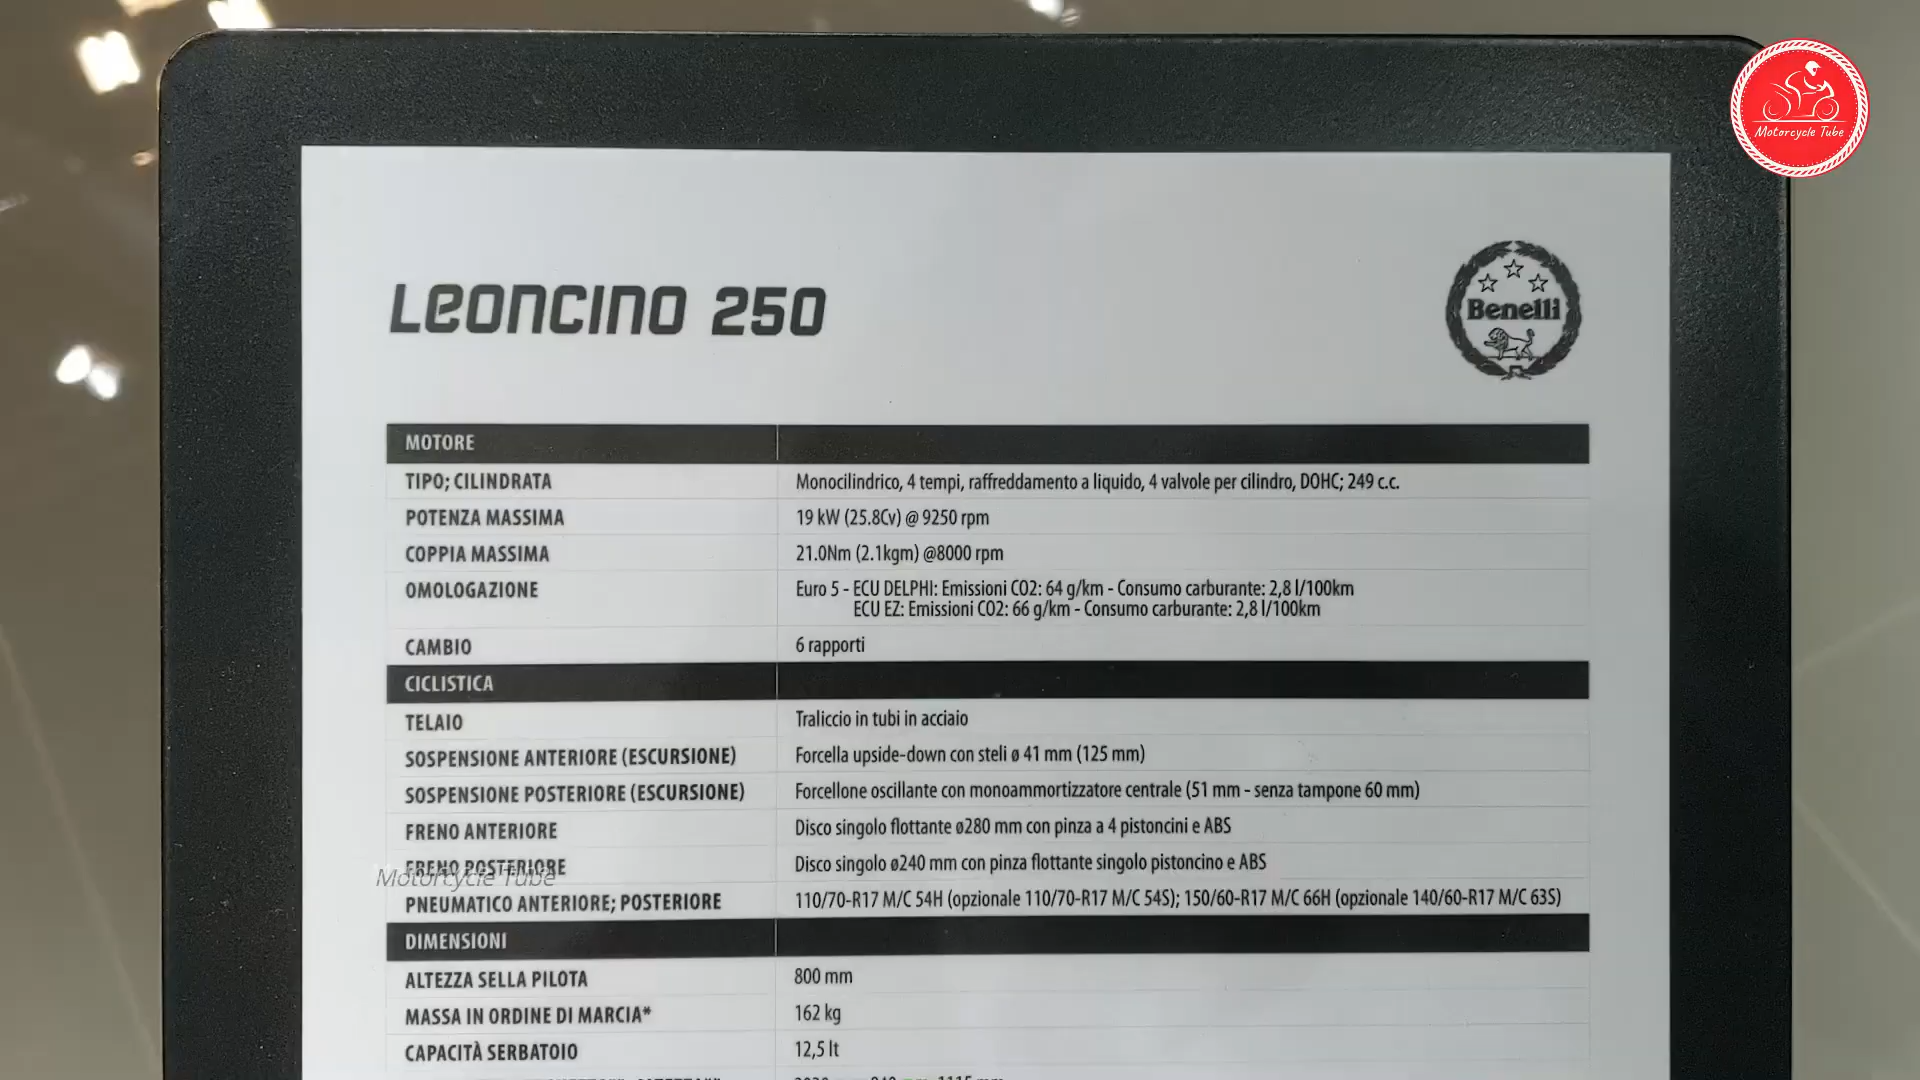 Motorcycle Tube
LEONCINO 250
Benelli
MOTORE
TIPO; CILINDRATA Monocilindrico, 4 tempi, raffreddamento a liquido, 4 valvole per cilindro, DOHC; 249 c.c.
POTENZA MASSIMA 19 kW (25.8Cv) @ 9250 rpm
COPPIA MASSIMA 21.0Nm (2.1kgm) @8000 rpm
OMOLOGAZIONE Euro 5 - ECU DELPHI: Emissioni CO2: 64 g/km - Consumo carburante: 2,8 l/100km
ECU EZ: Emissioni CO2: 66 g/km - Consumo carburante: 2,8 l/100km
CAMBIO 6 rapporti
CICLISTICA
TELAIO Traliccio in tubi in acciaio
SOSPENSIONE ANTERIORE (ESCURSIONE) Forcella upside-down con steli ø 41 mm (125 mm)
SOSPENSIONE POSTERIORE (ESCURSIONE) Forcellone oscillante con monoammortizzatore centrale (51 mm - senza tampone 60 mm)
FRENO ANTERIORE Disco singolo flottante ø280 mm con pinza a 4 pistoncini e ABS
FRENO POSTERIORE Disco singolo ø240 mm con pinza flottante singolo pistoncino e ABS
Motorcycle Tube
PNEUMATICO ANTERIORE; POSTERIORE 110/70-R17 M/C 54H (opzionale 110/70-R17 M/C 54S); 150/60-R17 M/C 66H (opzionale 140/60-R17 M/C 63S)
DIMENSIONI
ALTEZZA SELLA PILOTA 800 mm
MASSA IN ORDINE DI MARCIA* 162 kg
CAPACITÀ SERBATOIO 12,5 lt